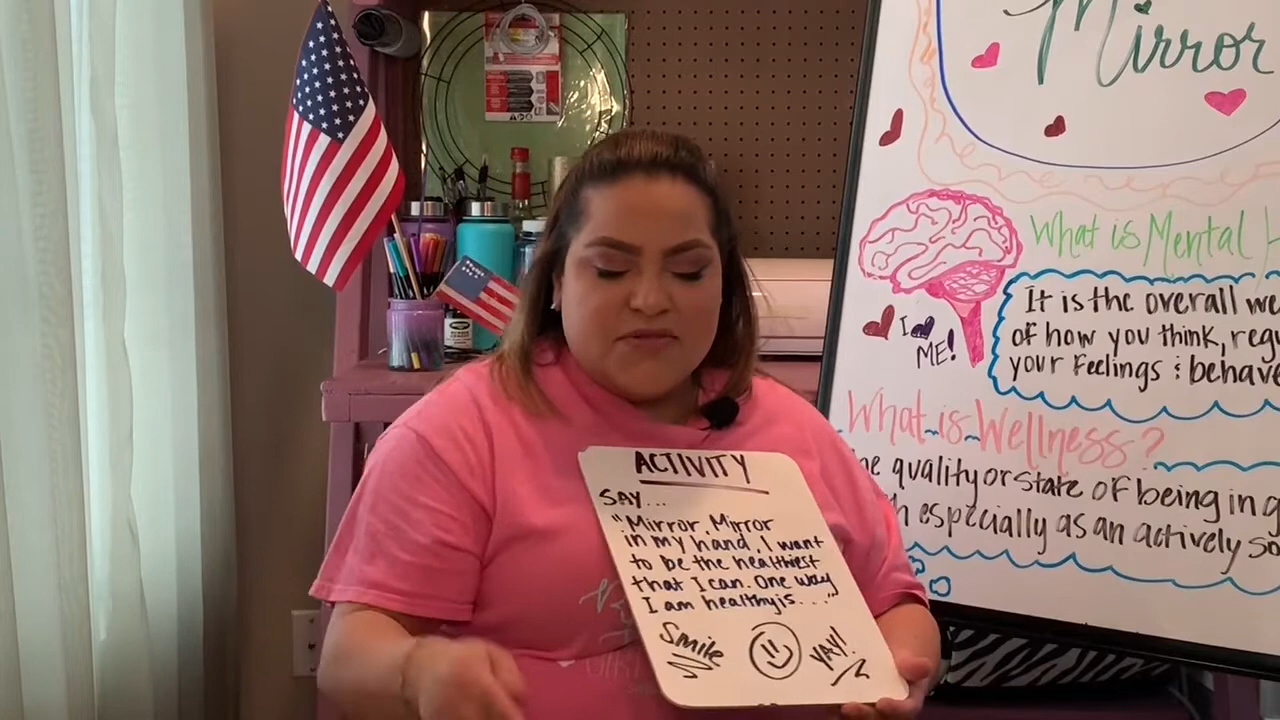 Mirror
What is Mental
It is the overall we
of how you think, regu
your Feelings & behave
I
ME!
What is Wellness?
he quality or state of being in g
h especially as an actively so
ACTIVITY
SAY...
"Mirror, Mirror
in my hand, I want
to be the healthiest
that I can. One way
I am healthy is..."
Smile
YAY!